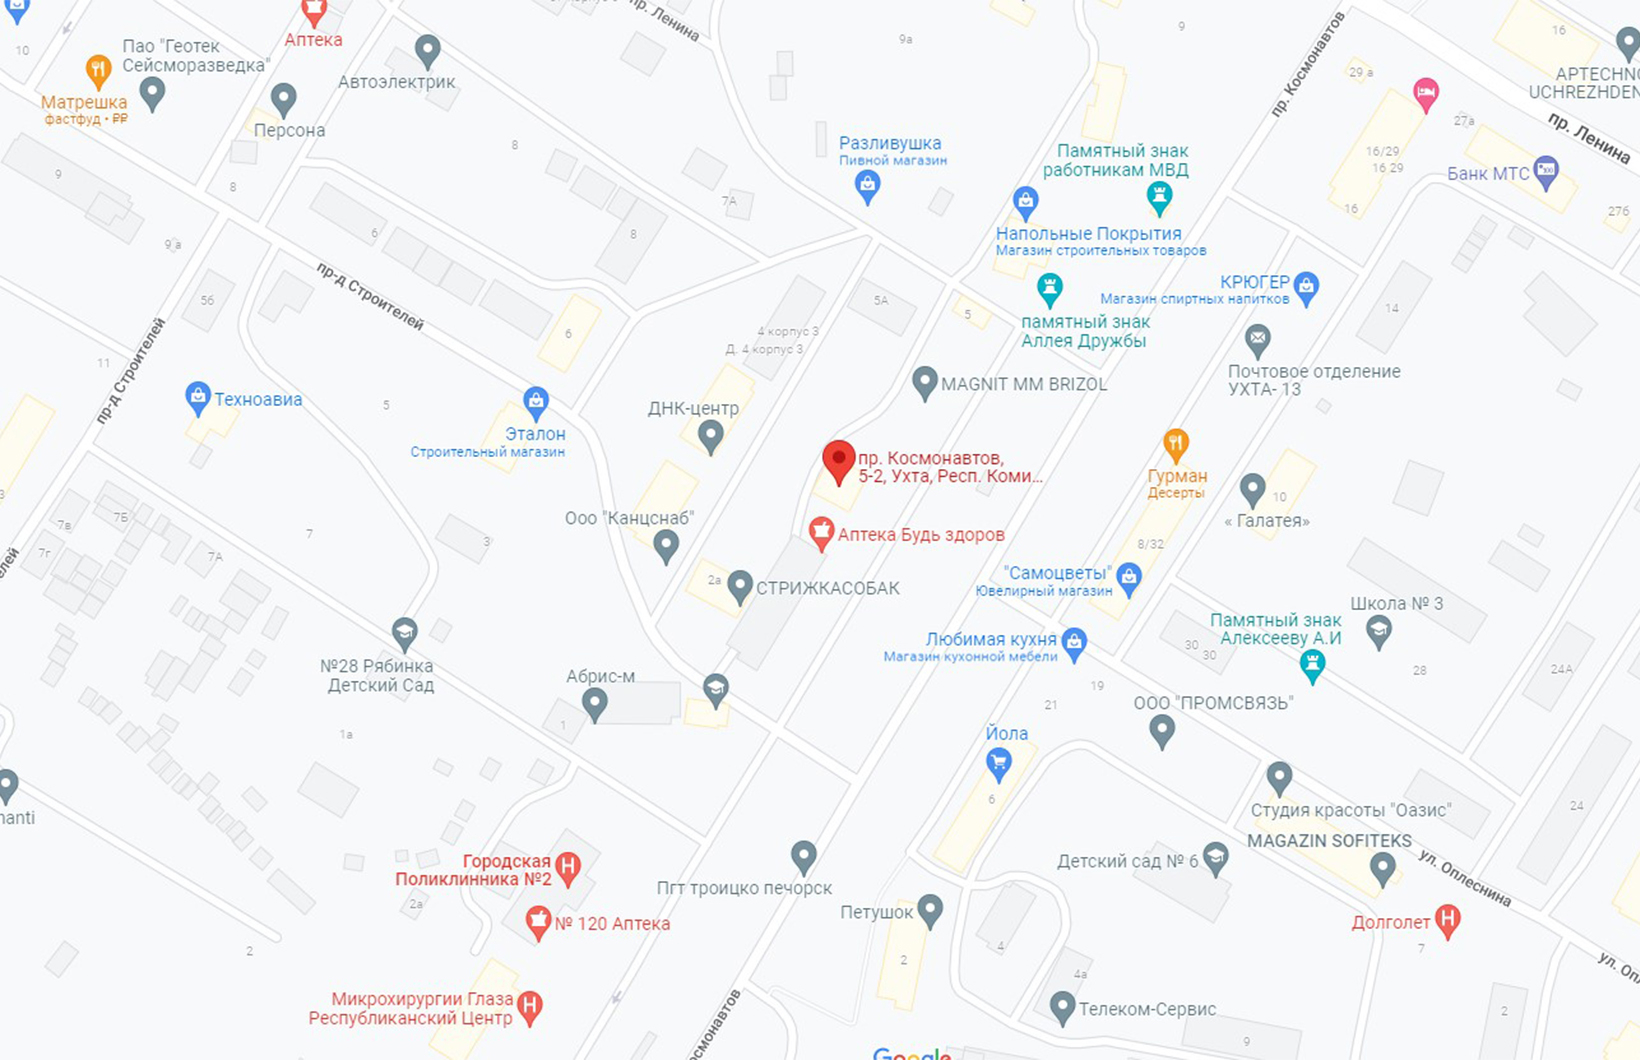 пр. Ленина
9а
9
16
10
Пао "Геотек
Сейсморазведка"
Аптека
Автоэлектрик
Матрешка
фастфуд • ₽₽
Персона
пр. Космонавтов
29 а
APTECHNO
UCHREZHDEN
27а
пр. Ленина
8
9
8
7А
8
6
9 а
Разливушка
Пивной магазин
Памятный знак
работникам МВД
16/29
16 29
16
Банк МТС
27б
Напольные Покрытия
Магазин строительных товаров
пр-д Строителей
5б
6
5А
5
4 корпус 3
Д. 4 корпус 3
памятный знак
Аллея Дружбы
КРЮГЕР
Магазин спиртных напитков
14
Почтовое отделение
УХТА- 13
11
пр-д Строителей
Техноавиа
5
Эталон
Строительный магазин
ДНК-центр
MAGNIT MM BRIZOL
пр. Космонавтов,
5-2, Ухта, Респ. Коми...
Гурман
Десерты
« Галатея»
10
3
7в
7Б
7г
7А
7
3
Ооо "Канцснаб"
Аптека Будь здоров
2а
СТРИЖКАСОБАК
8/32
"Самоцветы"
Ювелирный магазин
Любимая кухня
Магазин кухонной мебели
30
30
Памятный знак
Алексееву А.И
Школа № 3
28
24А
№28 Рябинка
Детский Сад
Абрис-м
1
1а
19
21
ООО "ПРОМСВЯЗЬ"
Йола
6
Студия красоты "Оазис"
MAGAZIN SOFITEKS
24
ул. Оплеснина
Детский сад № 6
Городская
Поликлинника №2
2а
№ 120 Аптека
2
Пгт троицко печорск
Петушок
2
4
4а
Долголет
7
Микрохирургии Глаза
Республиканский Центр
Телеком-Сервис
9
2
Google